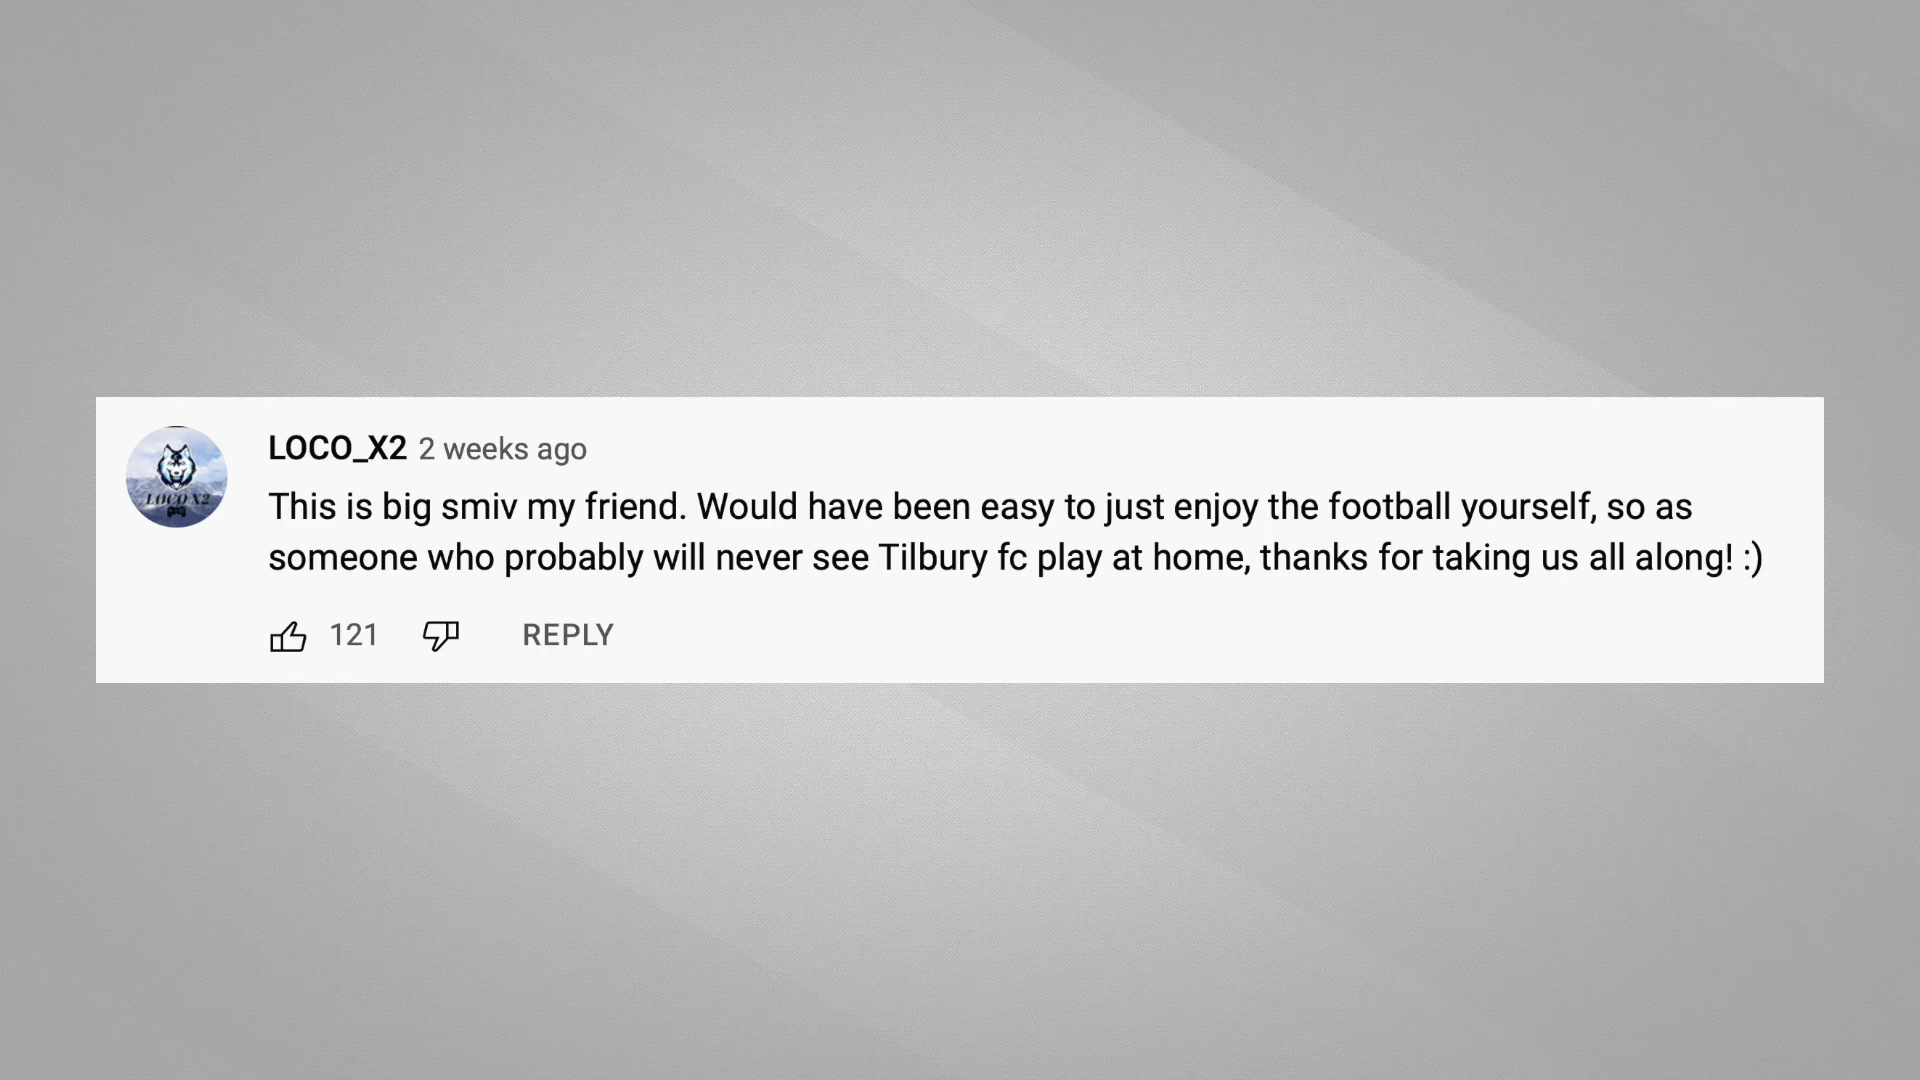 LOCO_X2 2 weeks ago
This is big smiv my friend. Would have been easy to just enjoy the football yourself, so as
someone who probably will never see Tilbury fc play at home, thanks for taking us all along! :)
LOCO X2
121 REPLY